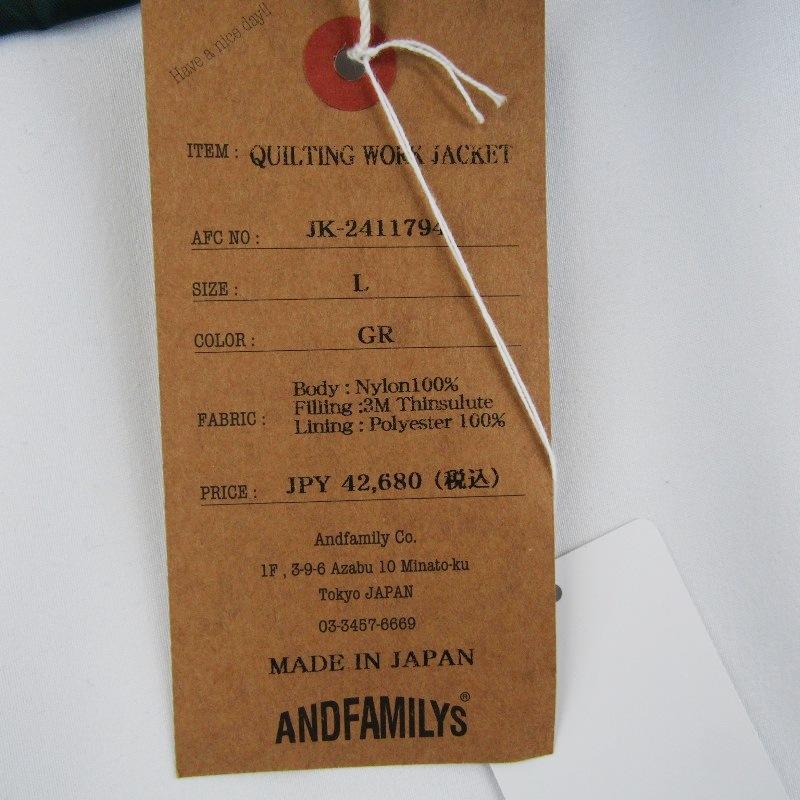 Have a nice day!!
ITEM : QUILTING WORK JACKET
AFC NO : JK-2411794
SIZE : L
COLOR : GR
FABRIC : Body : Nylon100%
Filling :3M Thinsulute
Lining : Polyester 100%
PRICE : JPY 42,680 (税込)
Andfamily Co.
1F , 3-9-6 Azabu 10 Minato-ku
Tokyo JAPAN
03-3457-6669
MADE IN JAPAN
ANDFAMILYS®